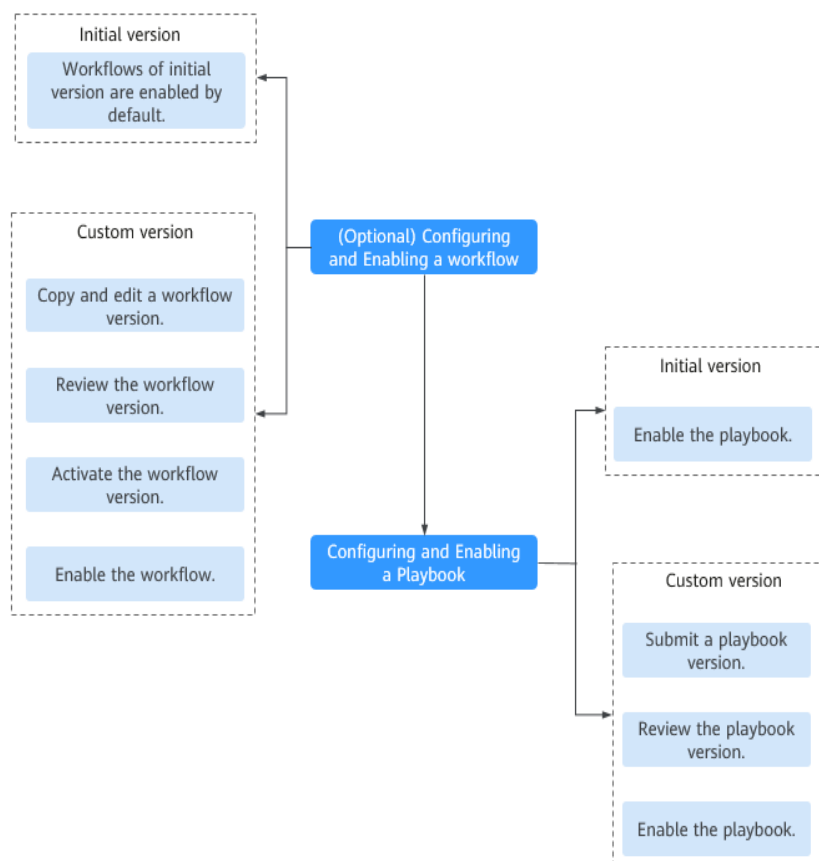 Initial version
Workflows of initial
version are enabled by
default.
Custom version
Copy and edit a workflow
version.
Review the workflow
version.
Activate the workflow
version.
Enable the workflow.
(Optional) Configuring
and Enabling a workflow
Configuring and Enabling
a Playbook
Initial version
Enable the playbook.
Custom version
Submit a playbook
version.
Review the playbook
version.
Enable the playbook.